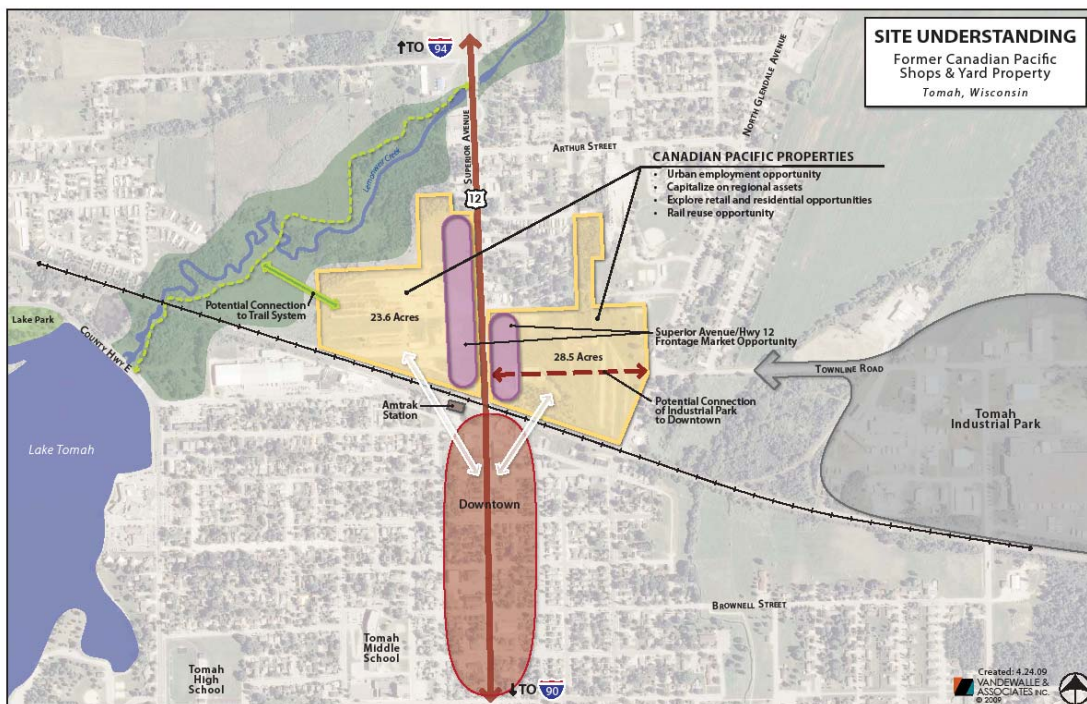 SITE UNDERSTANDING
Former Canadian Pacific
Shops & Yard Property
Tomah, Wisconsin
↑TO 94
SUPERIOR AVENUE
12
NORTH GLENDALE AVENUE
ARTHUR STREET
Lemonweir Creek
CANADIAN PACIFIC PROPERTIES
• Urban employment opportunity
• Capitalize on regional assets
• Explore retail and residential opportunities
• Rail reuse opportunity
Potential Connection
to Trail System
23.6 Acres
Lake Park
COUNTY HWY E
Superior Avenue/Hwy 12
Frontage Market Opportunity
28.5 Acres
TOWNLINE ROAD
Potential Connection
of Industrial Park
to Downtown
Amtrak
Station
Tomah
Industrial Park
Lake Tomah
Downtown
BROWNELL STREET
Tomah
Middle
School
Tomah
High
School
↓TO 90
Created: 4.24.09
VANDEWALLE &
ASSOCIATES INC.
© 2009